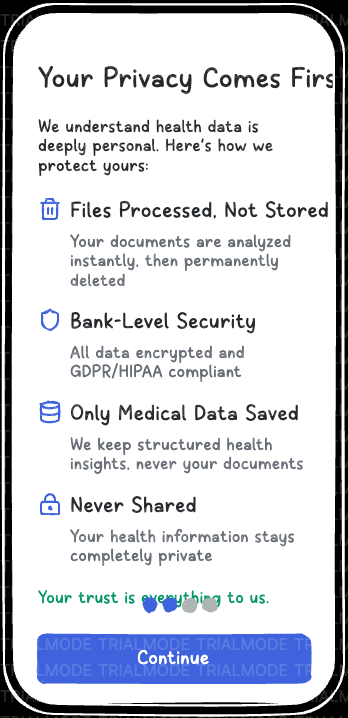 Your Privacy Comes Firs
We understand health data is
deeply personal. Here's how we
protect yours:
Files Processed, Not Stored
Your documents are analyzed
instantly, then permanently
deleted
Bank-Level Security
All data encrypted and
GDPR/HIPAA compliant
Only Medical Data Saved
We keep structured health
insights, never your documents
Never Shared
Your health information stays
completely private
Your trust is everything to us.
Continue
TRIALMODE TRIALMODE TRIALMODE